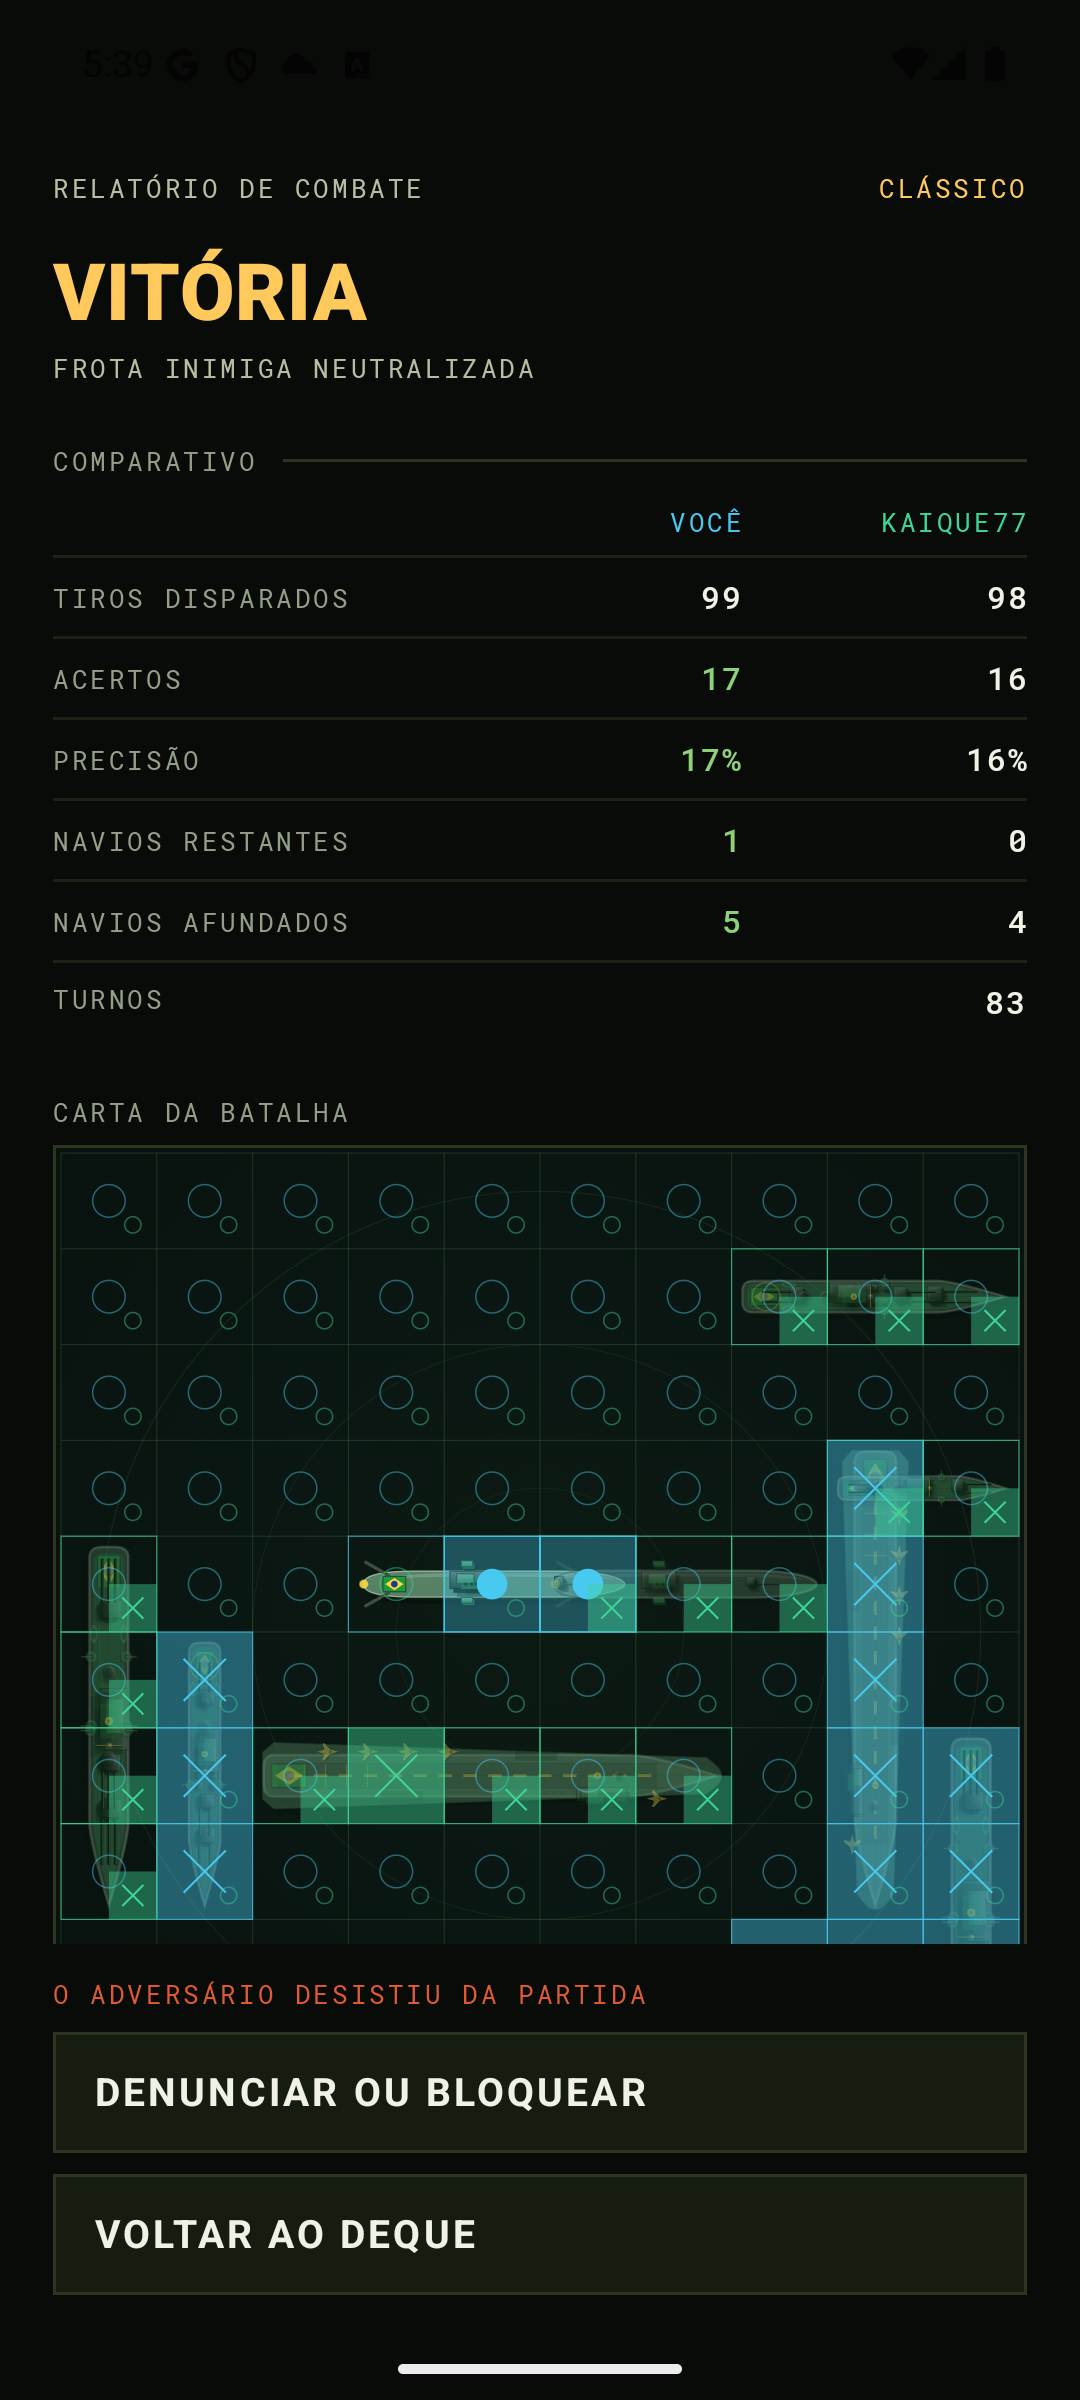 5:39
RELATÓRIO DE COMBATE CLÁSSICO
VITÓRIA
FROTA INIMIGA NEUTRALIZADA
COMPARATIVO
VOCÊ KAIQUE77
TIROS DISPARADOS 99 98
ACERTOS 17 16
PRECISÃO 17% 16%
NAVIOS RESTANTES 1 0
NAVIOS AFUNDADOS 5 4
TURNOS 83
CARTA DA BATALHA
O ADVERSÁRIO DESISTIU DA PARTIDA
DENUNCIAR OU BLOQUEAR
VOLTAR AO DEQUE